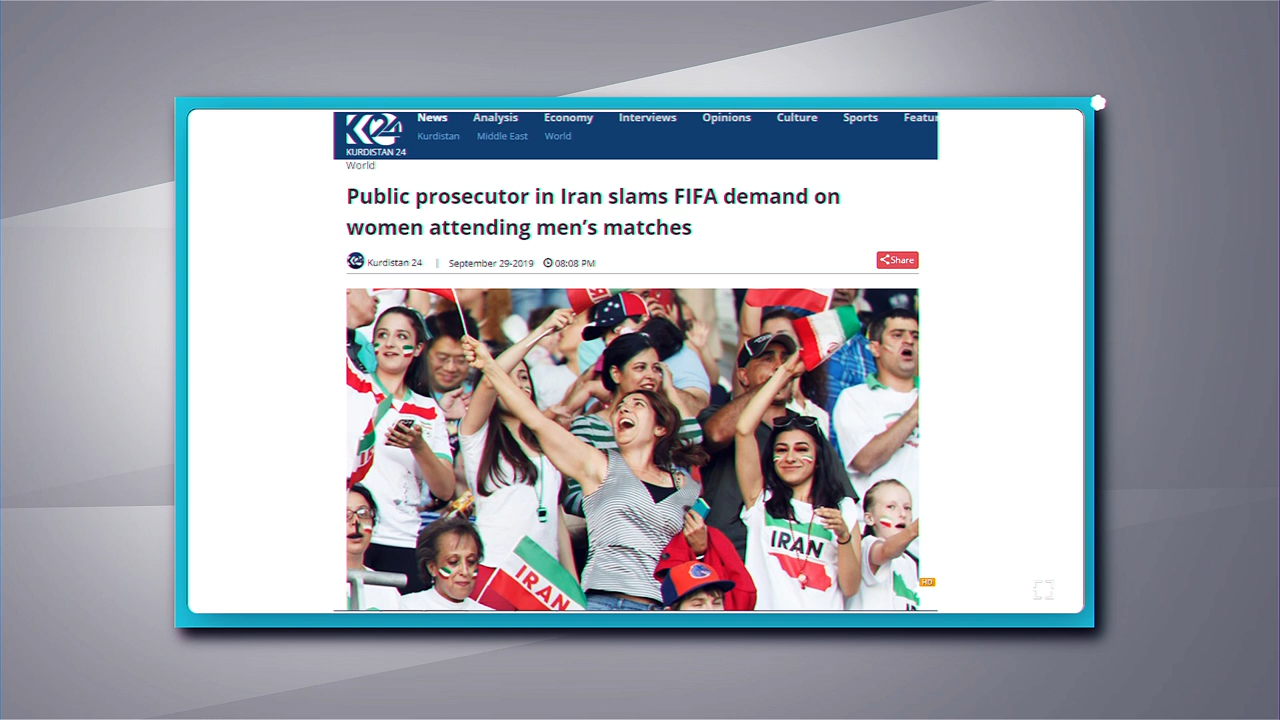 News Analysis Economy Interviews Opinions Culture Sports Featur
Kurdistan Middle East World
KURDISTAN 24
World
Public prosecutor in Iran slams FIFA demand on
women attending men’s matches
Kurdistan 24 | September 29-2019 08:08 PM
Share
IRAN
IRAN
HD